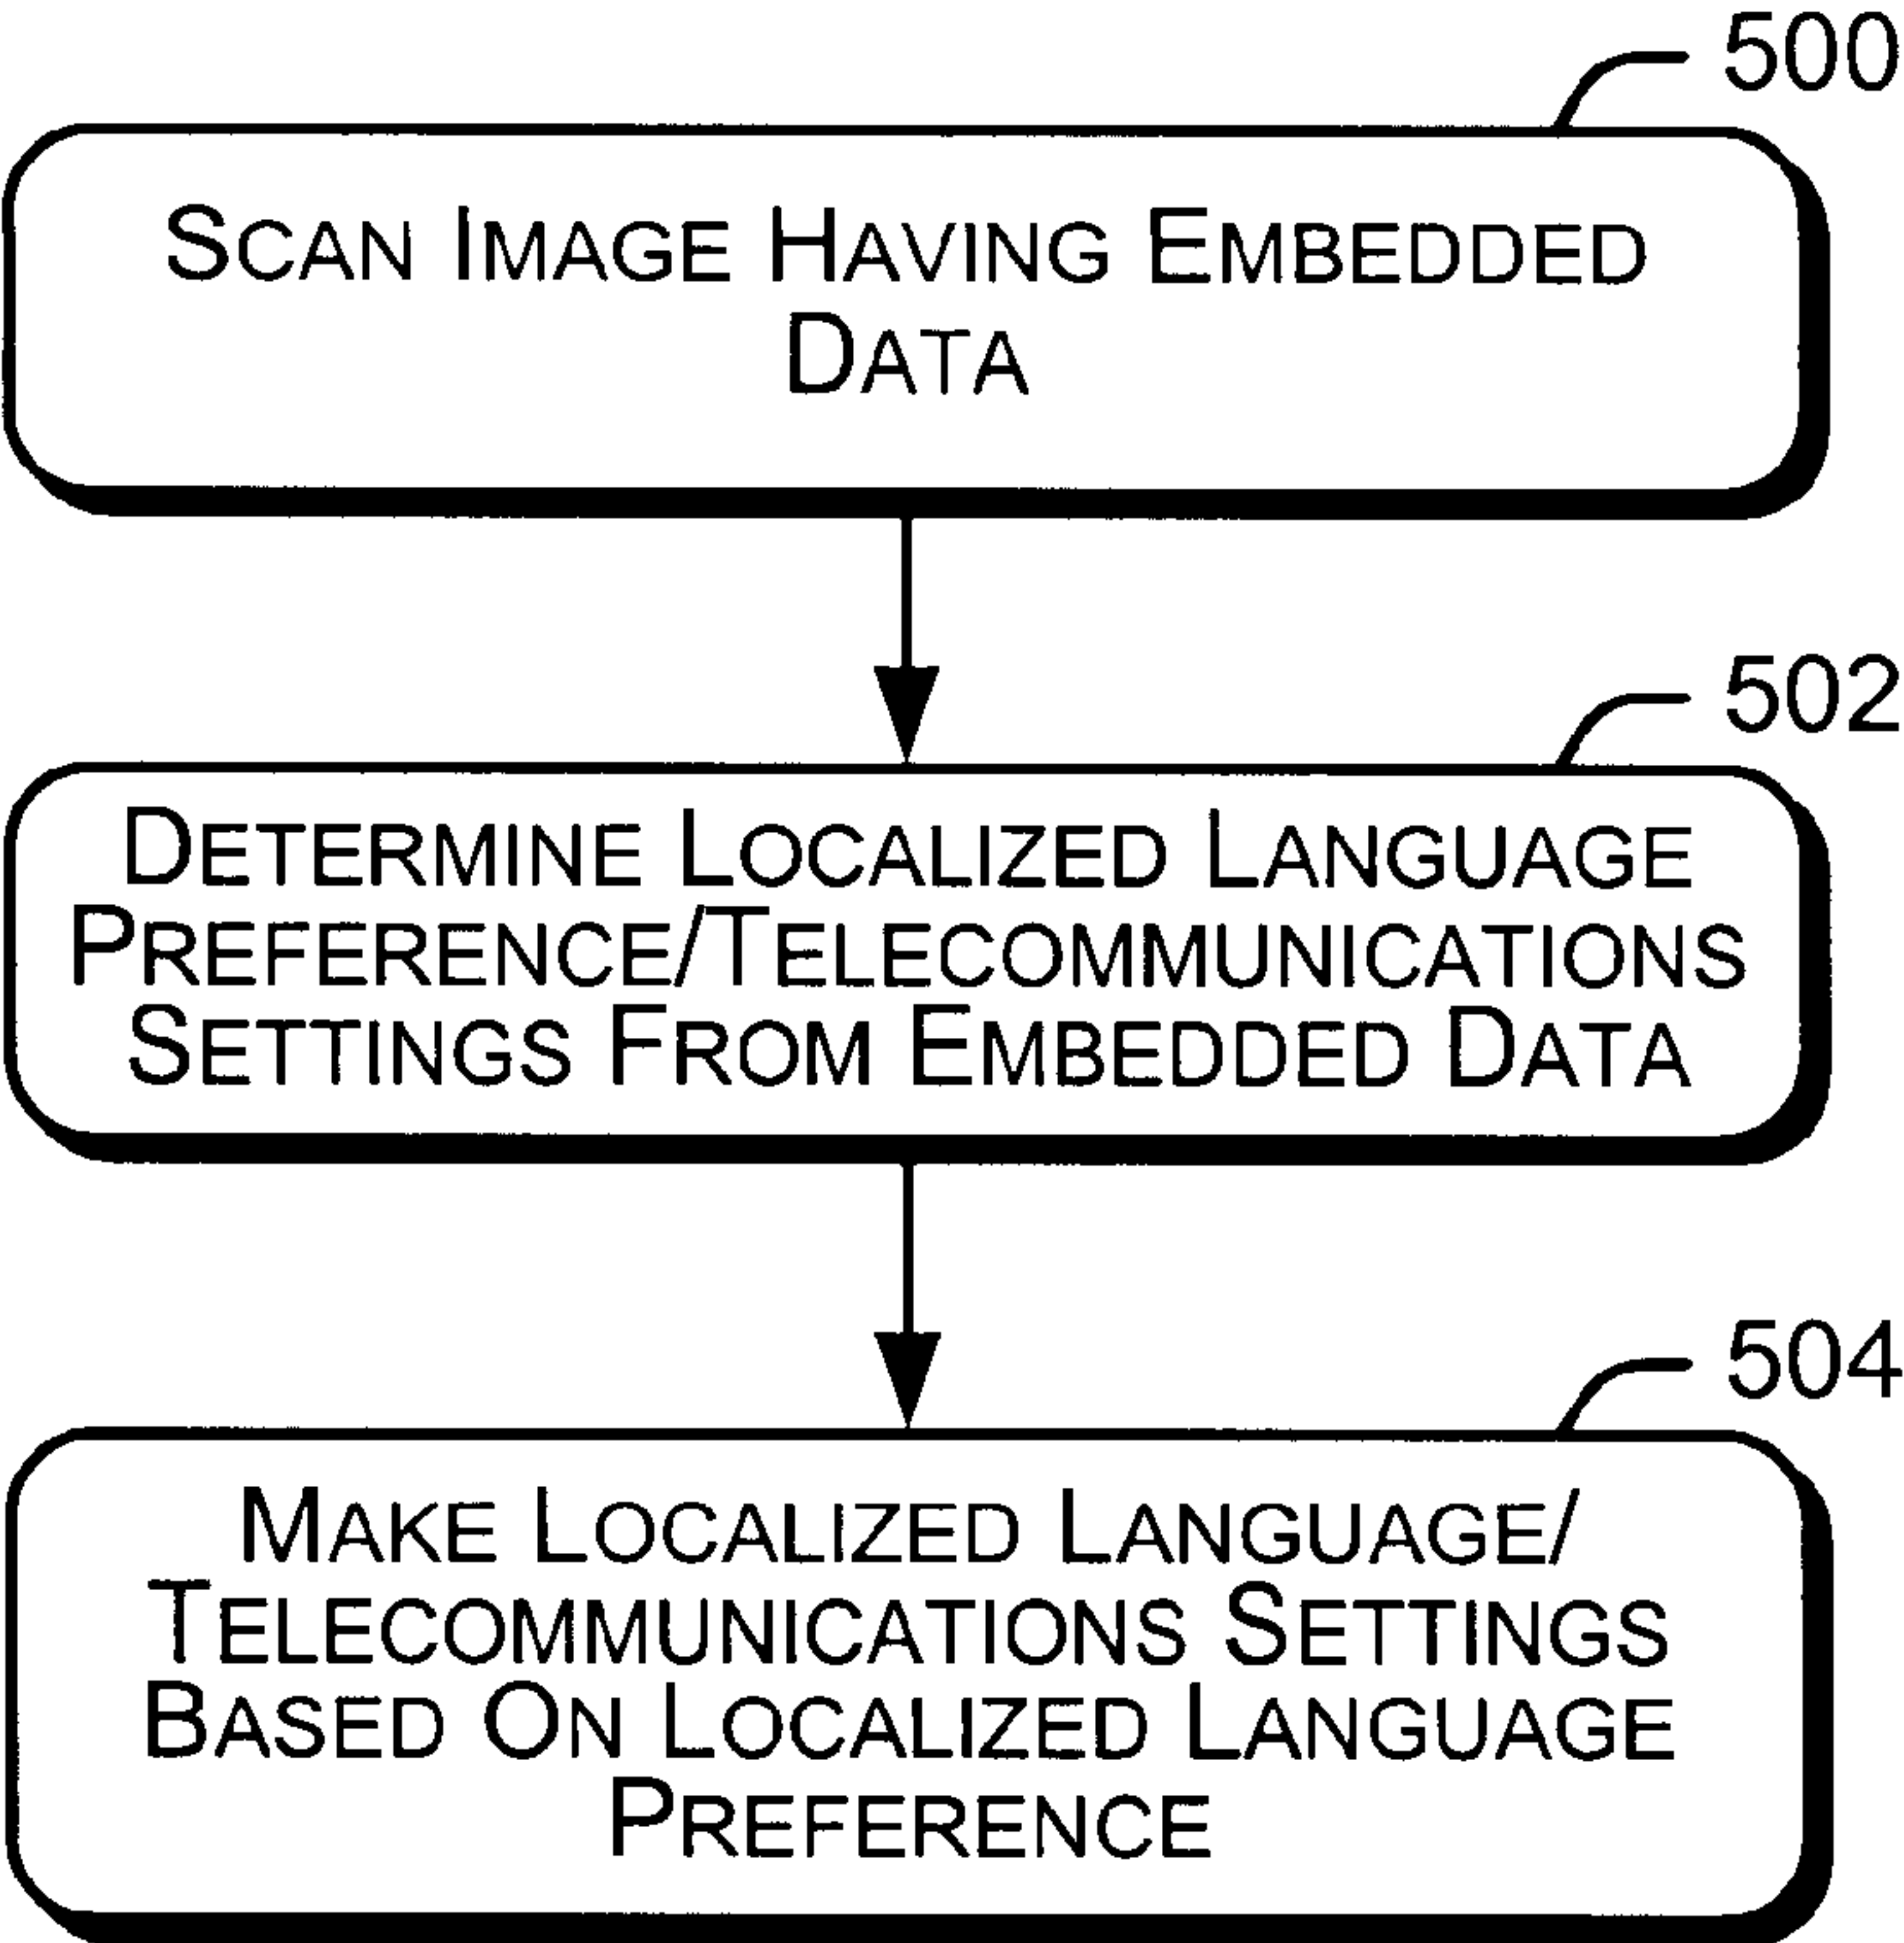 500
SCAN IMAGE HAVING EMBEDDED
DATA
502
DETERMINE LOCALIZED LANGUAGE
PREFERENCE/TELECOMMUNICATIONS
SETTINGS FROM EMBEDDED DATA
504
MAKE LOCALIZED LANGUAGE/
TELECOMMUNICATIONS SETTINGS
BASED ON LOCALIZED LANGUAGE
PREFERENCE